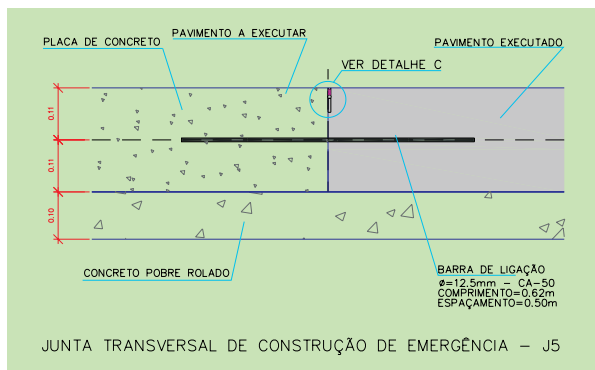 PAVIMENTO A EXECUTAR
PLACA DE CONCRETO
PAVIMENTO EXECUTADO
VER DETALHE C
0.11
0.11
0.10
CONCRETO POBRE ROLADO
BARRA DE LIGAÇÃO
ø=12.5mm - CA-50
COMPRIMENTO=0.62m
ESPAÇAMENTO=0.50m
JUNTA TRANSVERSAL DE CONSTRUÇÃO DE EMERGÊNCIA - J5